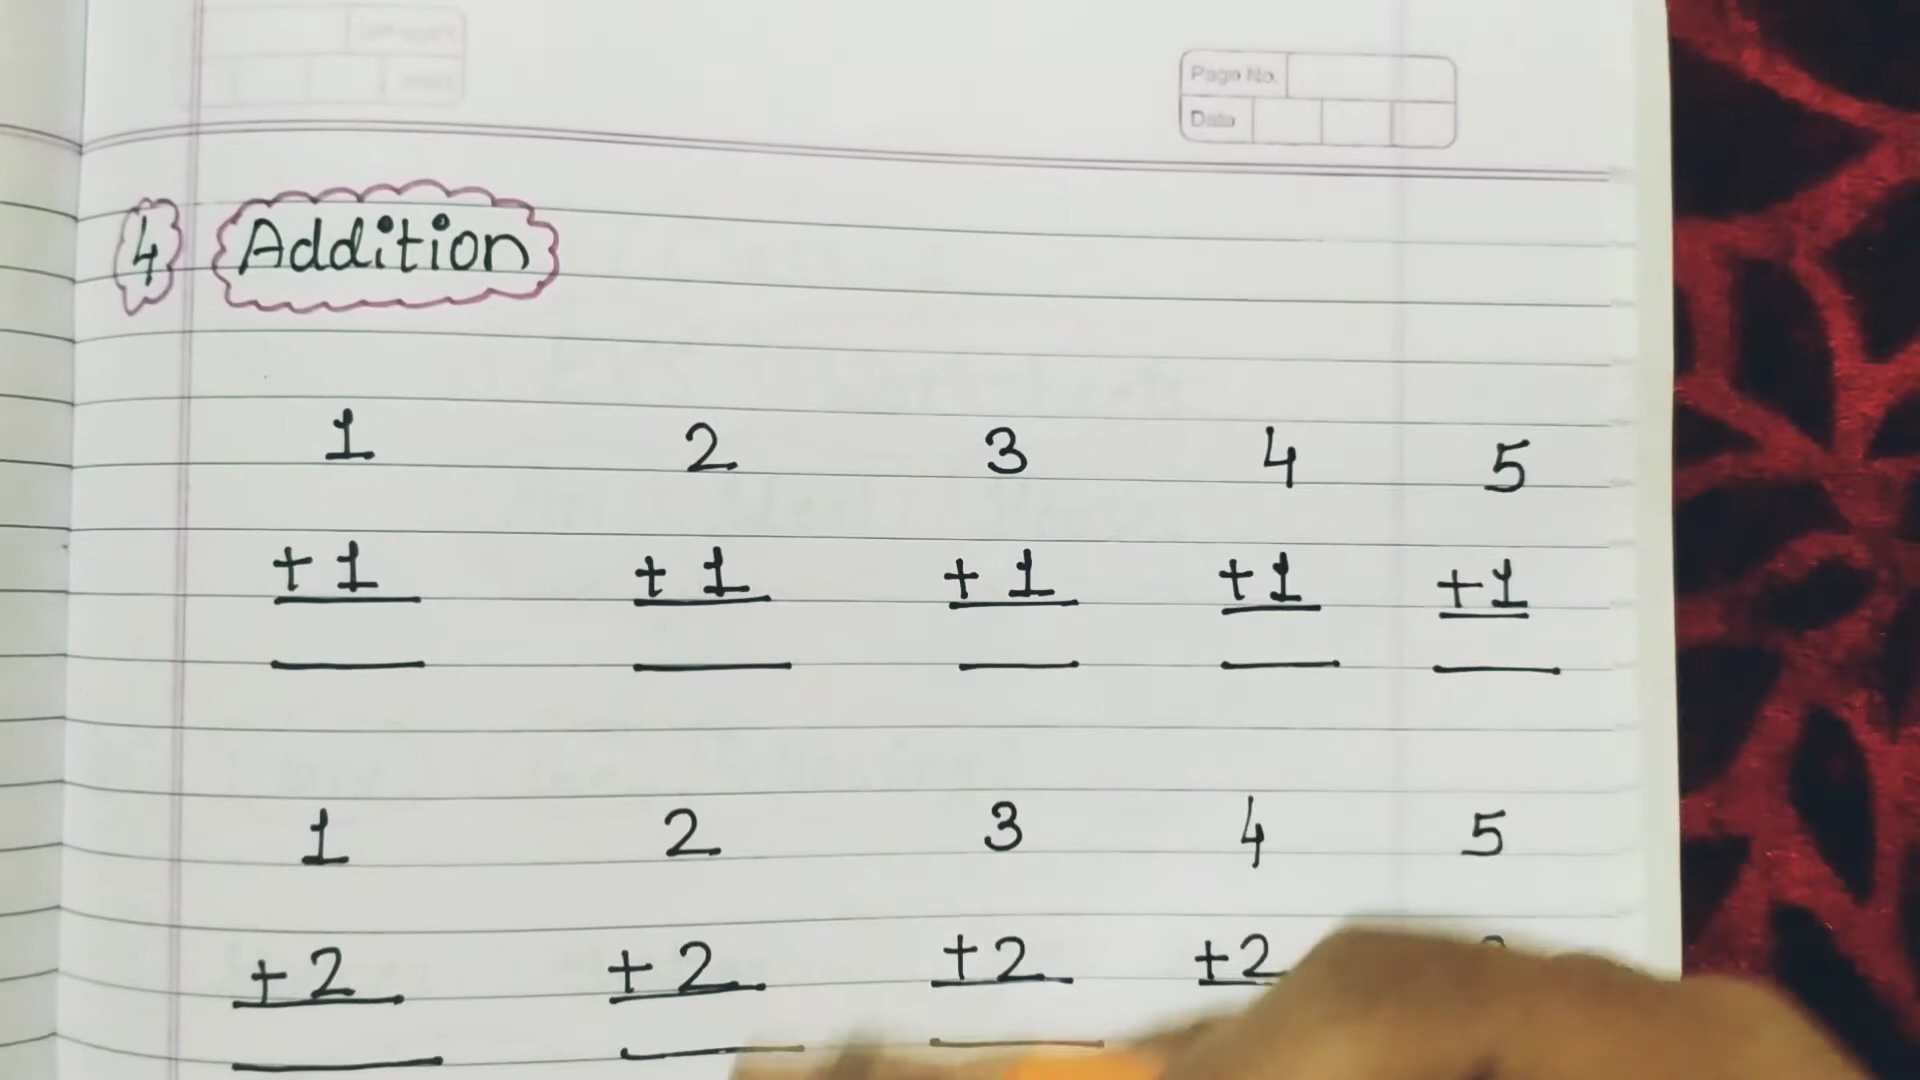 Page No.
Date
4 Addition
1 2 3 4 5
+1 +1 +1 +1 +1
1 2 3 4 5
+2 +2 +2 +2